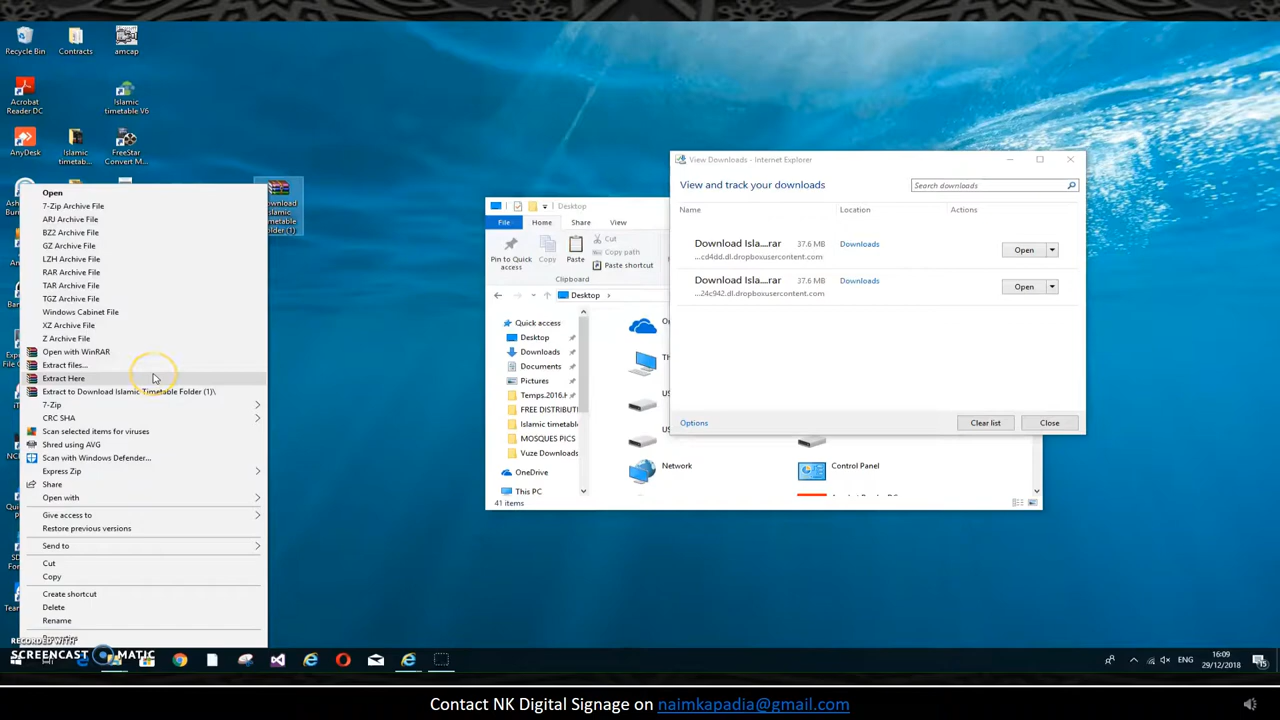 Recycle Bin
Contracts
amcap
Acrobat
Reader DC
Islamic
timetable V6
AnyDesk
Islamic
timetab...
FreeStar
Convert M...
Download
Islamic
Timetable
Folder (1)
Open
7-Zip Archive File
ARJ Archive File
BZ2 Archive File
GZ Archive File
LZH Archive File
RAR Archive File
TAR Archive File
TGZ Archive File
Windows Cabinet File
XZ Archive File
Z Archive File
Open with WinRAR
Extract files...
Extract Here
Extract to Download Islamic Timetable Folder (1)\
7-Zip
CRC SHA
Scan selected items for viruses
Shred using AVG
Scan with Windows Defender...
Express Zip
Share
Open with
Give access to
Restore previous versions
Send to
Cut
Copy
Create shortcut
Delete
Rename
Properties
Desktop
File
Home
Share
View
Pin to Quick
access
Copy
Paste
Cut
Copy path
Paste shortcut
Clipboard
Desktop
Quick access
Desktop
Downloads
Documents
Pictures
Temps.2016.
FREE DISTRIBUT
Islamic timetabl
MOSQUES PICS
Vuze Downloads
OneDrive
This PC
Network
Control Panel
41 items
View Downloads - Internet Explorer
View and track your downloads
Search downloads
Name
Location
Actions
Download Isla....rar
37.6 MB
Downloads
Open
...cd4dd.dl.dropboxusercontent.com
Download Isla....rar
37.6 MB
Downloads
Open
...24c942.dl.dropboxusercontent.com
Options
Clear list
Close
RECORDED WITH
SCREENCAST MATIC
ENG
16:09
29/12/2018
15
Contact NK Digital Signage on naimkapadia@gmail.com